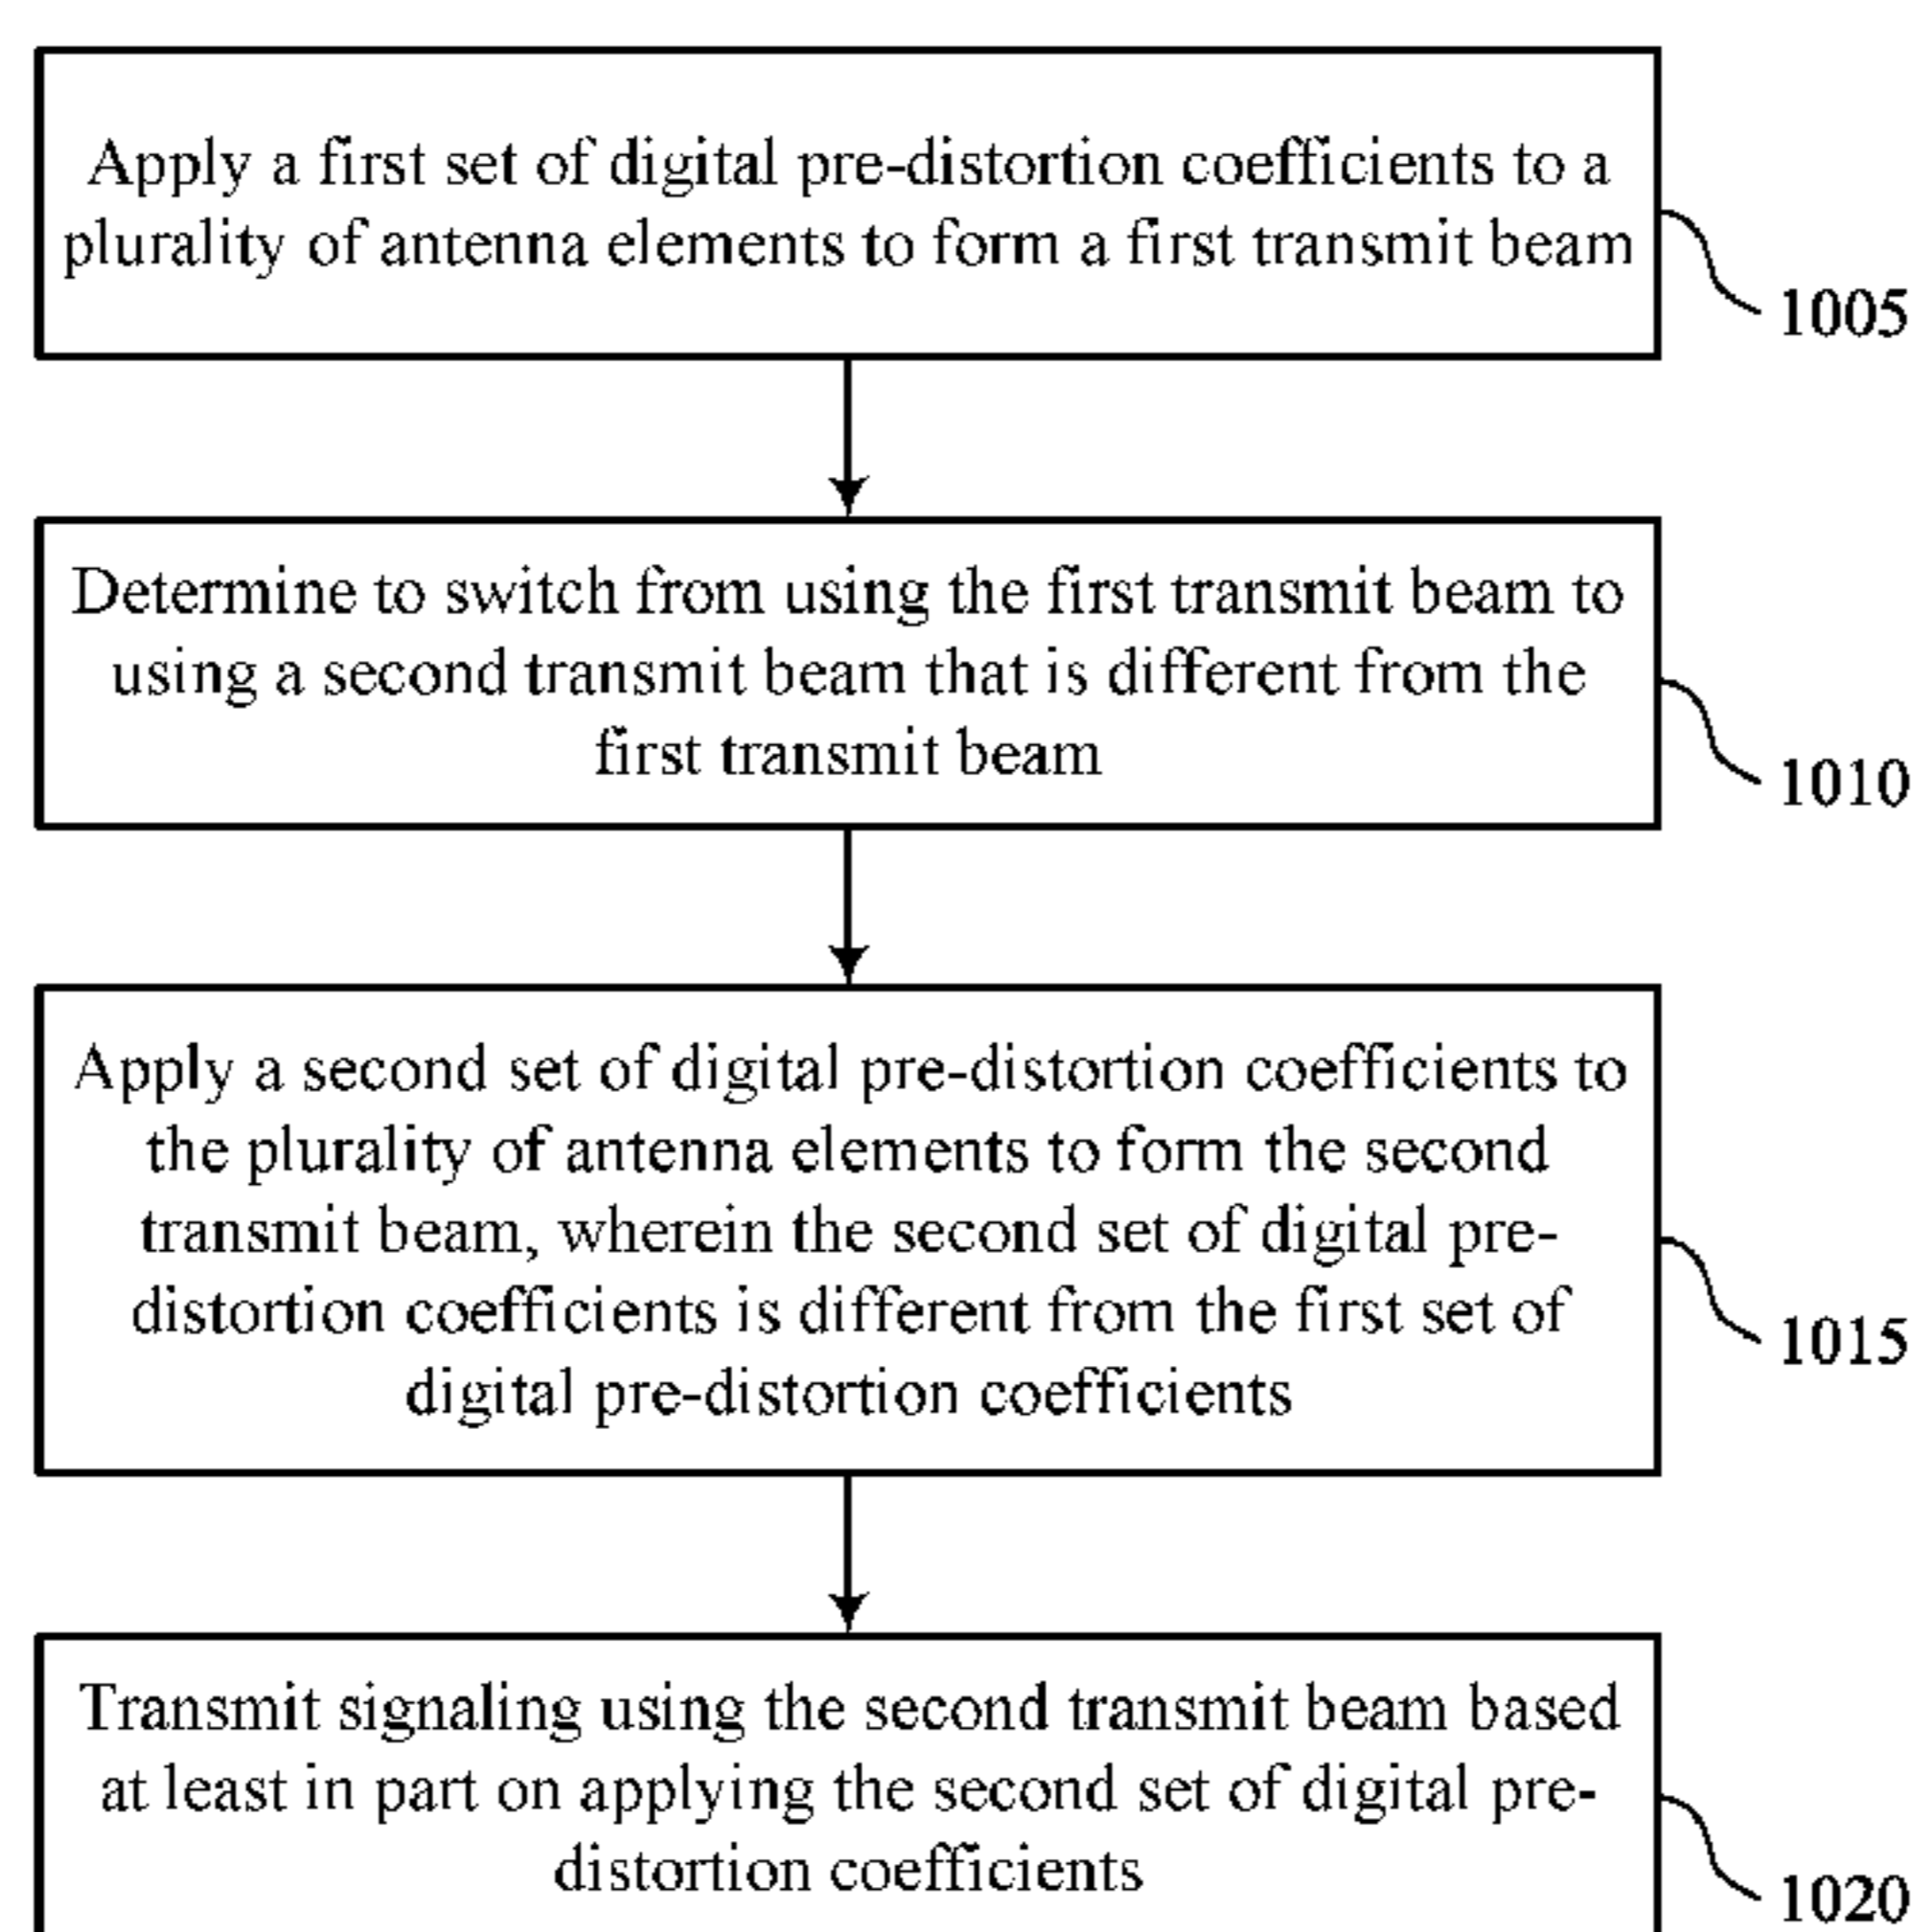 Apply a first set of digital pre-distortion coefficients to a
plurality of antenna elements to form a first transmit beam
1005
Determine to switch from using the first transmit beam to
using a second transmit beam that is different from the
first transmit beam
1010
Apply a second set of digital pre-distortion coefficients to
the plurality of antenna elements to form the second
transmit beam, wherein the second set of digital pre-
distortion coefficients is different from the first set of
digital pre-distortion coefficients
1015
Transmit signaling using the second transmit beam based
at least in part on applying the second set of digital pre-
distortion coefficients
1020